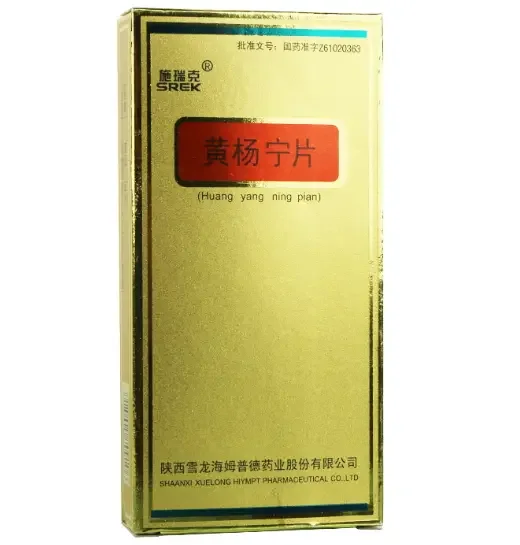 批准文号：国药准字Z61020363
施瑞克®
SREK
黄杨宁片
(Huang yang ning pian)
陕西雪龙海姆普德药业股份有限公司
SHAANXI XUELONG HIYMPT PHARMACEUTICAL CO.,LTD